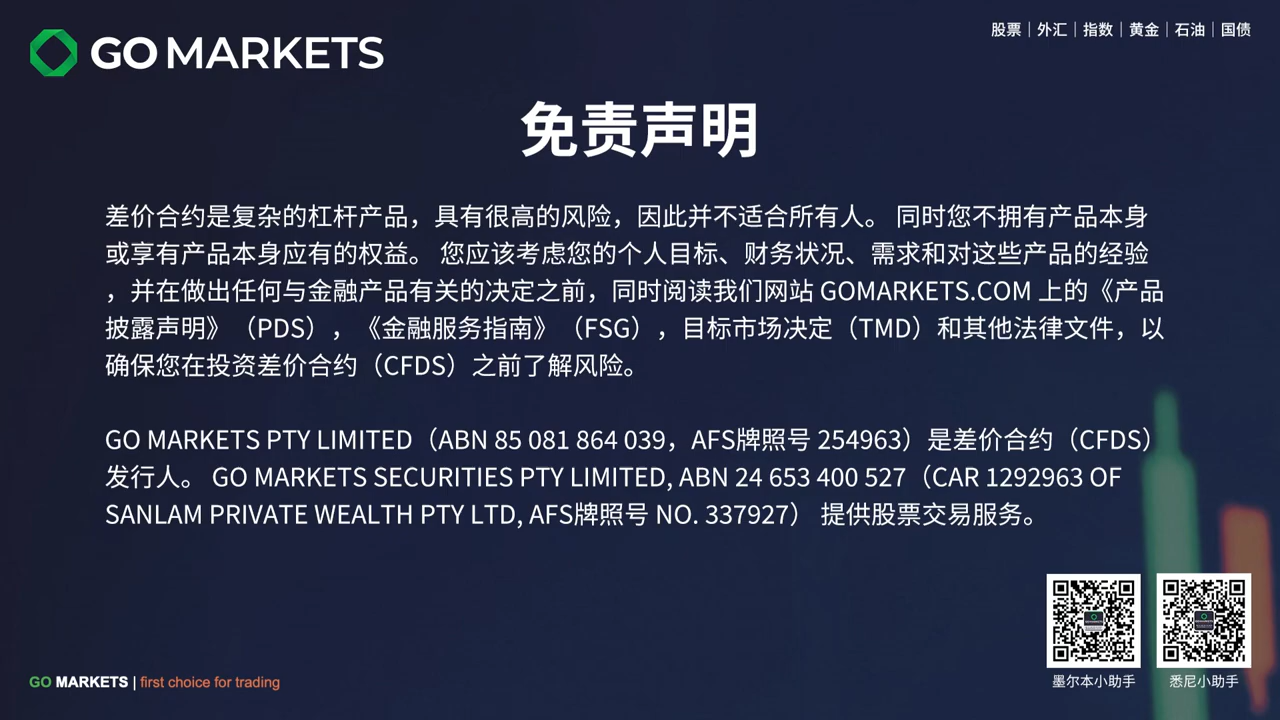 GO MARKETS
股票｜外汇｜指数｜黄金｜石油｜国债
免责声明
差价合约是复杂的杠杆产品，具有很高的风险，因此并不适合所有人。 同时您不拥有产品本身
或享有产品本身应有的权益。 您应该考虑您的个人目标、财务状况、需求和对这些产品的经验
，并在做出任何与金融产品有关的决定之前，同时阅读我们网站 GOMARKETS.COM 上的《产品
披露声明》（PDS），《金融服务指南》（FSG），目标市场决定（TMD）和其他法律文件，以
确保您在投资差价合约（CFDS）之前了解风险。
GO MARKETS PTY LIMITED（ABN 85 081 864 039，AFS牌照号 254963）是差价合约（CFDS）
发行人。 GO MARKETS SECURITIES PTY LIMITED, ABN 24 653 400 527（CAR 1292963 OF
SANLAM PRIVATE WEALTH PTY LTD, AFS牌照号 NO. 337927） 提供股票交易服务。
GO MARKETS | first choice for trading
墨尔本小助手
悉尼小助手